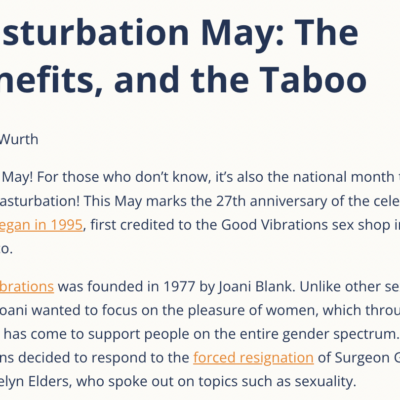 sturbation May: The
nefits, and the Taboo
Wurth
May! For those who don't know, it's also the national month
asturbation! This May marks the 27th anniversary of the cele
egan in 1995, first credited to the Good Vibrations sex shop i
o.
brations was founded in 1977 by Joani Blank. Unlike other se
oani wanted to focus on the pleasure of women, which throu
has come to support people on the entire gender spectrum.
ns decided to respond to the forced resignation of Surgeon G
elyn Elders, who spoke out on topics such as sexuality.